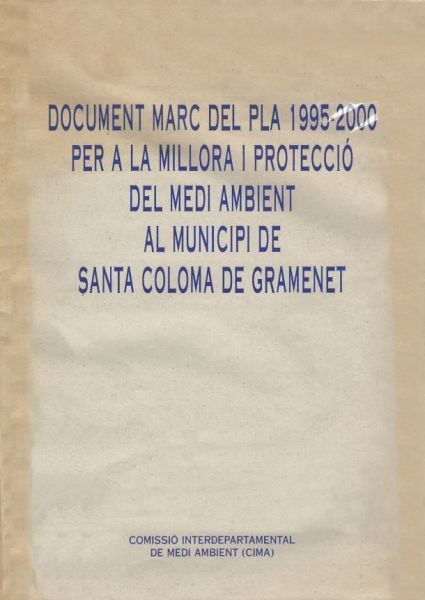 DOCUMENT MARC DEL PLA 1995-2000
PER A LA MILLORA I PROTECCIÓ
DEL MEDI AMBIENT
AL MUNICIPI DE
SANTA COLOMA DE GRAMENET
COMISSIÓ INTERDEPARTAMENTAL
DE MEDI AMBIENT (CIMA)